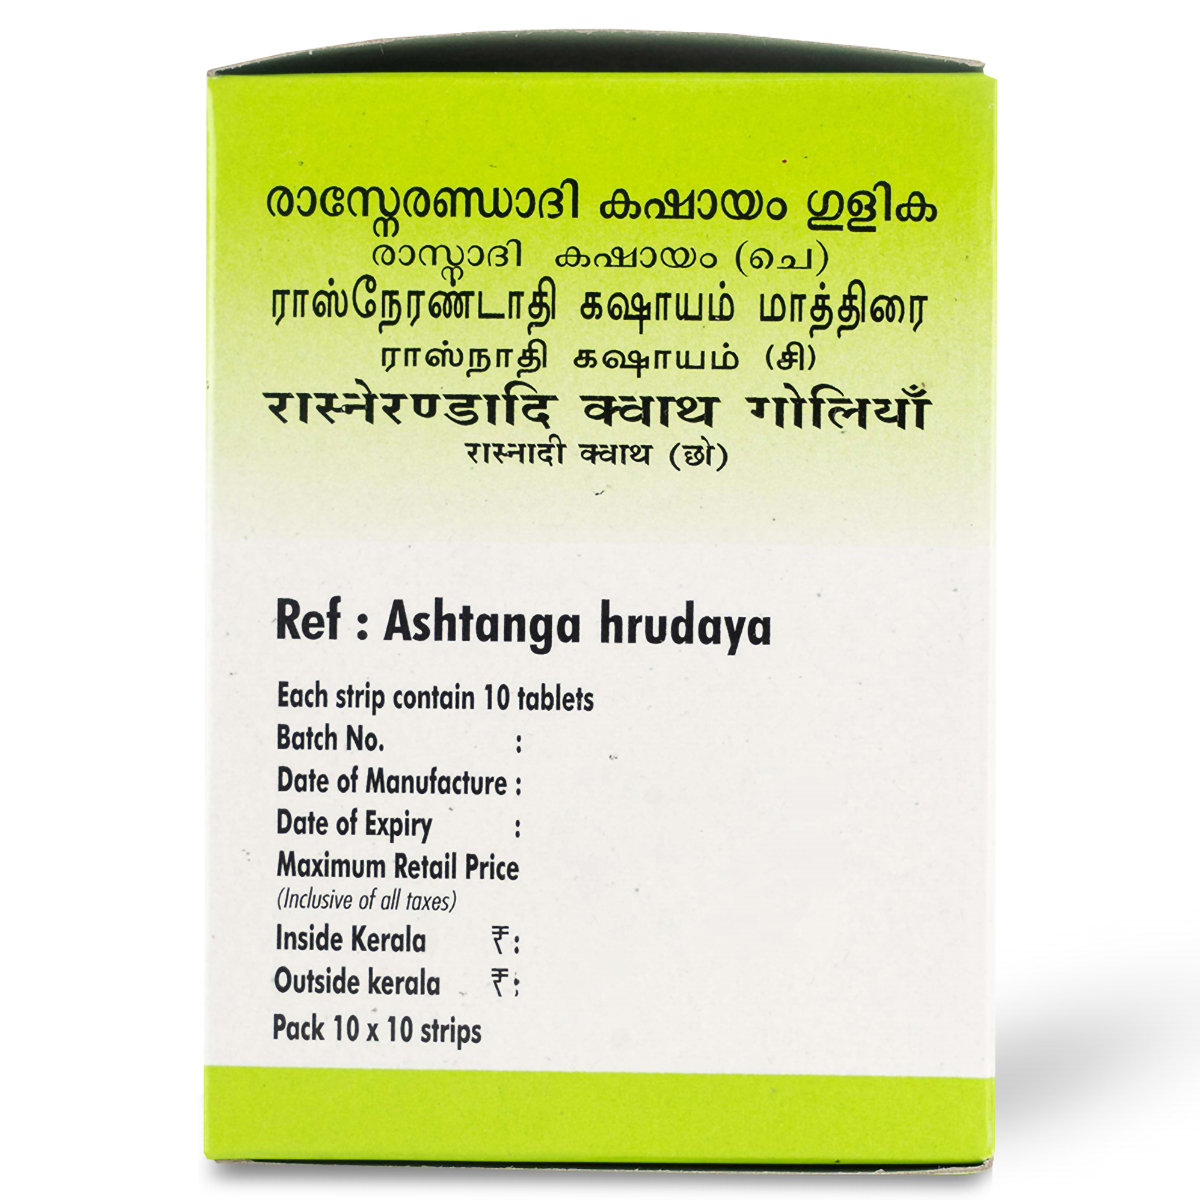 രാസ്നേരണ്ഡാദി കഷായം ഗുളിക
രാസ്നാദി കഷായം (ചെ)
ராஸ்நேரண்டாதி கஷாயம் மாத்திரை
ராஸ்நாதி கஷாயம் (சி)
रास्नेरण्डादि क्वाथ गोलियाँ
रास्नादी क्वाथ (छो)
Ref : Ashtanga hrudaya
Each strip contain 10 tablets
Batch No. :
Date of Manufacture :
Date of Expiry :
Maximum Retail Price
(Inclusive of all taxes)
Inside Kerala ₹ :
Outside kerala ₹ :
Pack 10 x 10 strips